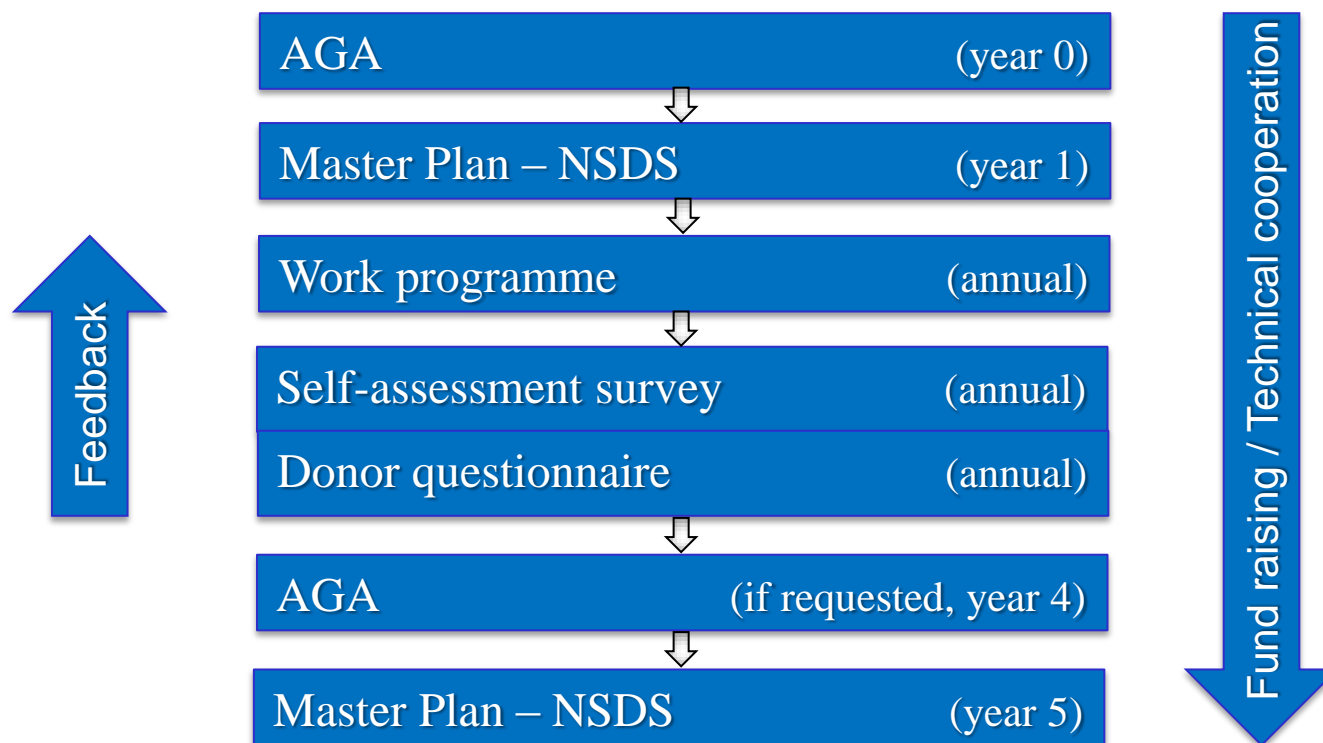 AGA (year 0)
Master Plan – NSDS (year 1)
Work programme (annual)
Self-assessment survey (annual)
Donor questionnaire (annual)
AGA (if requested, year 4)
Master Plan – NSDS (year 5)
Feedback
Fund raising / Technical cooperation